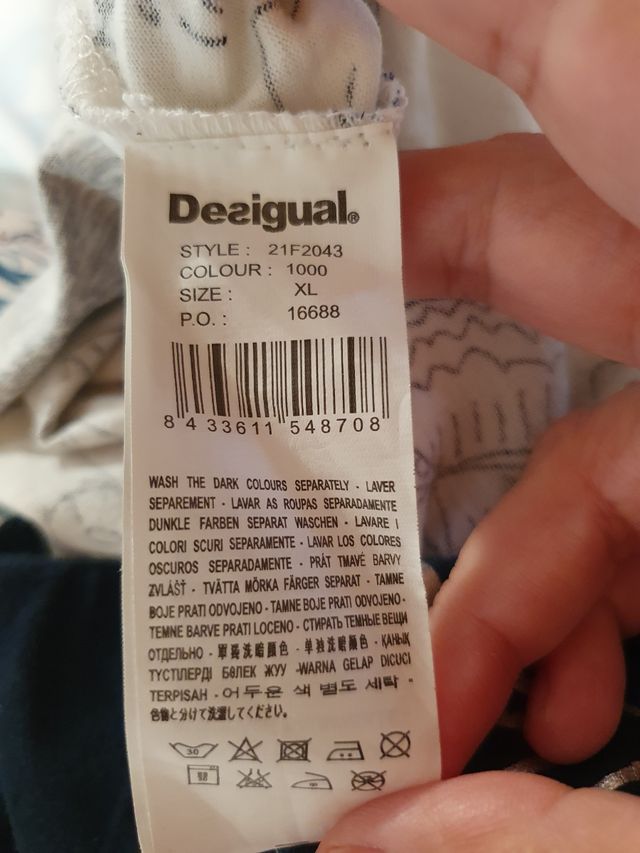 Desigual®
STYLE : 21F2043
COLOUR : 1000
SIZE : XL
P.O. : 16688
8 433611 548708
WASH THE DARK COLOURS SEPARATELY - LAVER
SEPAREMENT - LAVAR AS ROUPAS SEPARADAMENTE
DUNKLE FARBEN SEPARAT WASCHEN - LAVARE I
COLORI SCURI SEPARAMENTE - LAVAR LOS COLORES
OSCUROS SEPARADAMENTE - PRÁT TMAVÉ BARVY
ZVLÁŠŤ - TVÄTTA MÖRKA FÄRGER SEPARAT - TAMNE
BOJE PRATI ODVOJENO - TAMNE BOJE PRATI ODVOJENO -
TEMNE BARVE PRATI LOCENO - СТИРАТЬ ТЕМНЫЕ ВЕЩИ
ОТДЕЛЬНО - 單獨洗暗顏色 - 单独洗暗颜色 - ҚАНЫҚ
ТҮСТІЛЕРДІ БӨЛЕК ЖУУ -WARNA GELAP DICUCI
TERPISAH - 어두운 색 별도 세탁 -
色物と分けて洗濯してください。
30